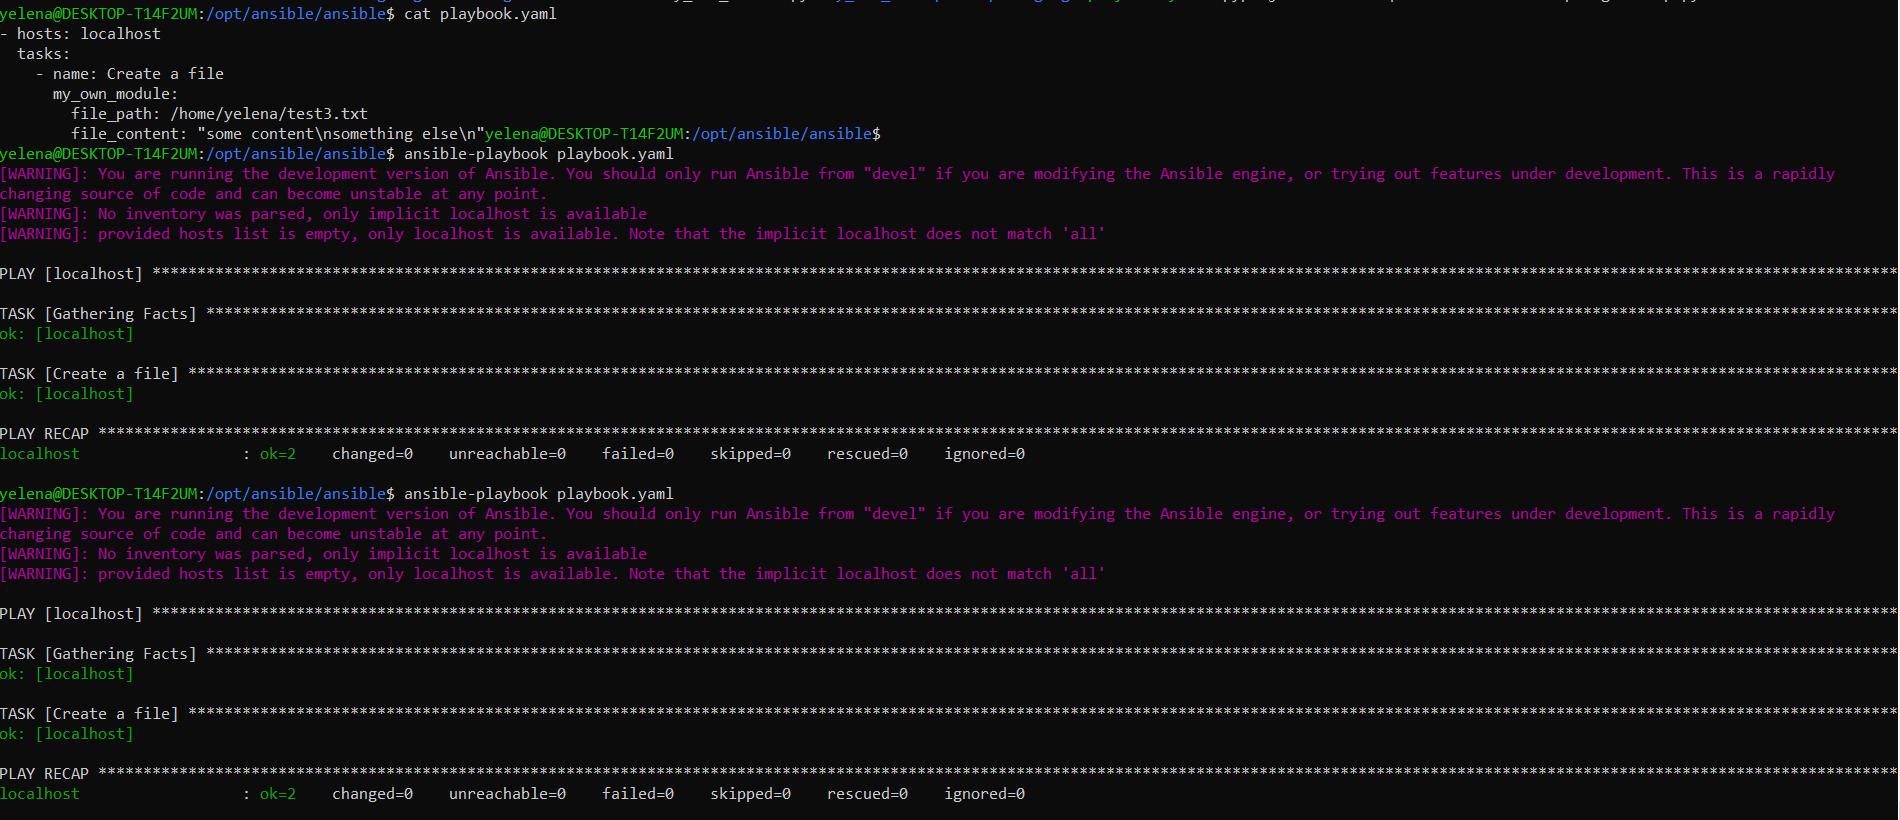 yelena@DESKTOP-T14F2UM:/opt/ansible/ansible$ cat playbook.yaml
- hosts: localhost
  tasks:
    - name: Create a file
      my_own_module:
        file_path: /home/yelena/test3.txt
        file_content: "some content\nsomething else\n"yelena@DESKTOP-T14F2UM:/opt/ansible/ansible$
yelena@DESKTOP-T14F2UM:/opt/ansible/ansible$ ansible-playbook playbook.yaml
[WARNING]: You are running the development version of Ansible. You should only run Ansible from "devel" if you are modifying the Ansible engine, or trying out features under development. This is a rapidly
changing source of code and can become unstable at any point.
[WARNING]: No inventory was parsed, only implicit localhost is available
[WARNING]: provided hosts list is empty, only localhost is available. Note that the implicit localhost does not match 'all'
PLAY [localhost] **************************************************************************************************************************************************************************************************
TASK [Gathering Facts] ********************************************************************************************************************************************************************************************
ok: [localhost]
TASK [Create a file] **********************************************************************************************************************************************************************************************
ok: [localhost]
PLAY RECAP ********************************************************************************************************************************************************************************************************
localhost                  : ok=2    changed=0    unreachable=0    failed=0    skipped=0    rescued=0    ignored=0
yelena@DESKTOP-T14F2UM:/opt/ansible/ansible$ ansible-playbook playbook.yaml
[WARNING]: You are running the development version of Ansible. You should only run Ansible from "devel" if you are modifying the Ansible engine, or trying out features under development. This is a rapidly
changing source of code and can become unstable at any point.
[WARNING]: No inventory was parsed, only implicit localhost is available
[WARNING]: provided hosts list is empty, only localhost is available. Note that the implicit localhost does not match 'all'
PLAY [localhost] **************************************************************************************************************************************************************************************************
TASK [Gathering Facts] ********************************************************************************************************************************************************************************************
ok: [localhost]
TASK [Create a file] **********************************************************************************************************************************************************************************************
ok: [localhost]
PLAY RECAP ********************************************************************************************************************************************************************************************************
localhost                  : ok=2    changed=0    unreachable=0    failed=0    skipped=0    rescued=0    ignored=0